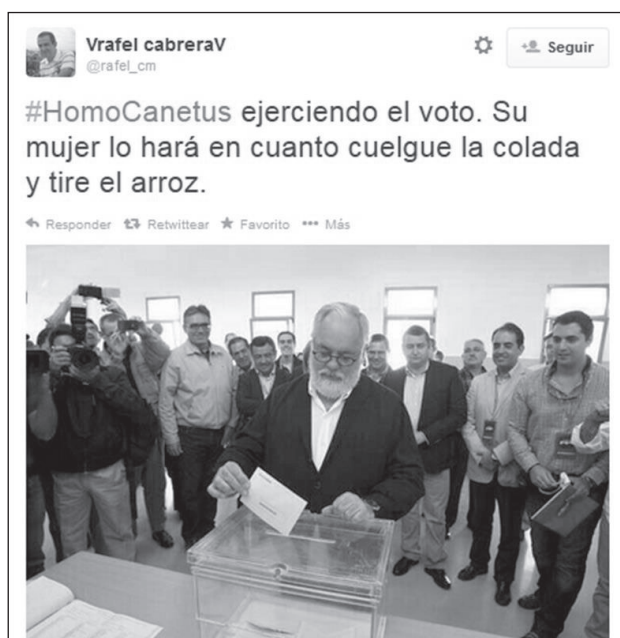 Vrafel cabreraV
@rafel_cm
Seguir
#HomoCanetus ejerciendo el voto. Su
mujer lo hará en cuanto cuelgue la colada
y tire el arroz.
Responder Retwittear Favorito Más